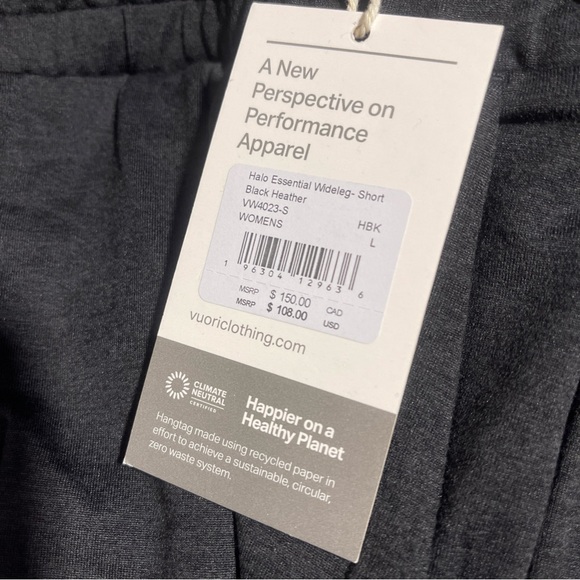 A New
Perspective on
Performance
Apparel
Halo Essential Wideleg- Short
Black Heather HBK
VW4023-S L
WOMENS
1 96304 12963 6
MSRP $ 150.00 CAD
MSRP $ 108.00 USD
vuoriclothing.com
CLIMATE
NEUTRAL
CERTIFIED
Happier on a
Healthy Planet
Hangtag made using recycled paper in
effort to achieve a sustainable, circular,
zero waste system.